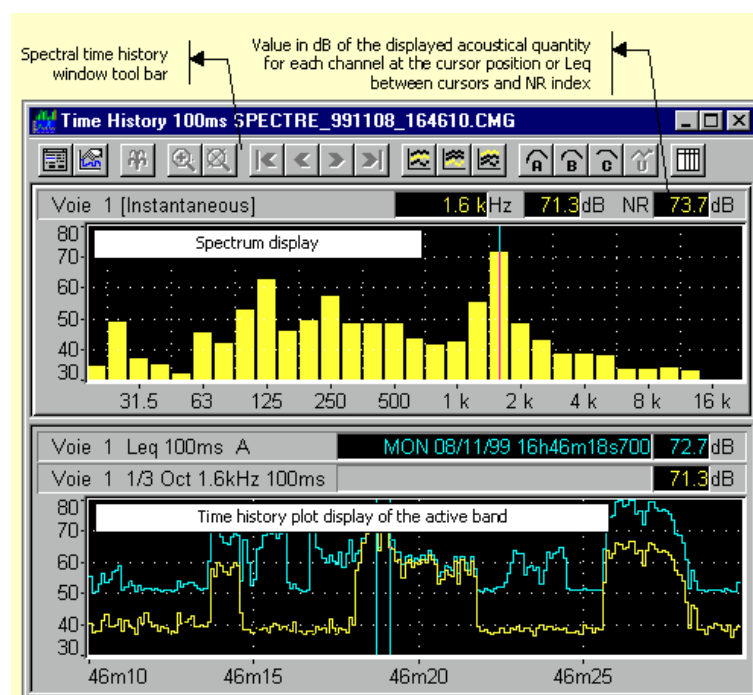 Spectral time history
window tool bar
Value in dB of the displayed acoustical quantity
for each channel at the cursor position or Leq
between cursors and NR index
Time History 100ms SPECTRE_991108_164610.CMG
A B C U
Voie 1 [Instantaneous] 1.6 kHz 71.3dB NR 73.7dB
Spectrum display
80
70
60
50
40
30
31.5 63 125 250 500 1 k 2 k 4 k 8 k 16 k
Voie 1 Leq 100ms A MON 08/11/99 16h46m18s700 72.7dB
Voie 1 1/3 Oct 1.6kHz 100ms 71.3dB
Time history plot display of the active band
80
70
60
50
40
30
46m10 46m15 46m20 46m25